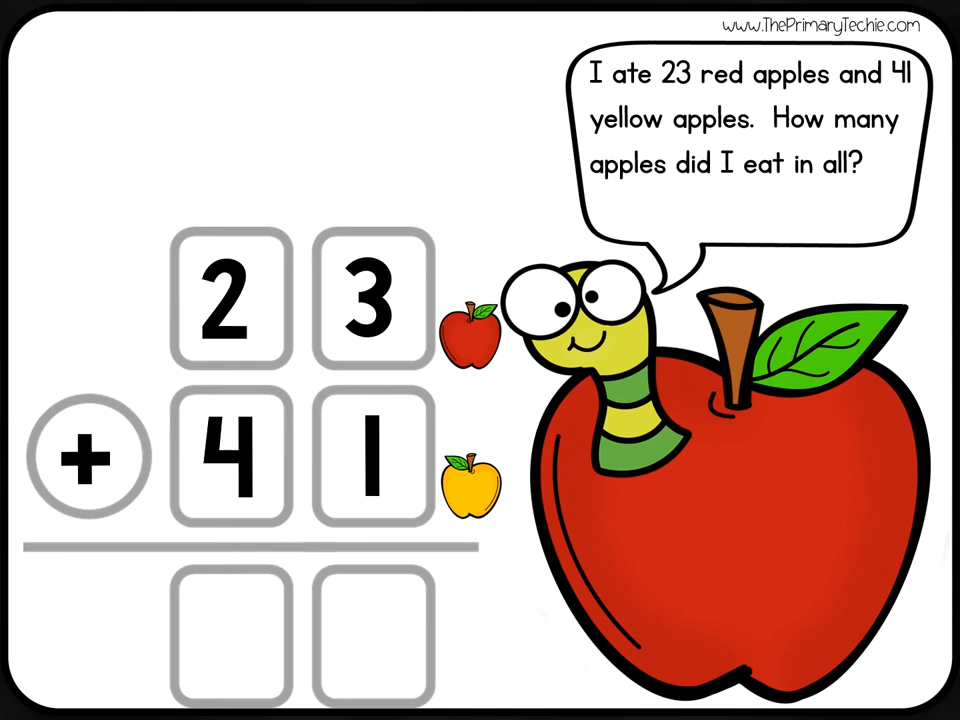 www.ThePrimaryTechie.com
I ate 23 red apples and 41
yellow apples.  How many
apples did I eat in all?
2 3
+ 4 1